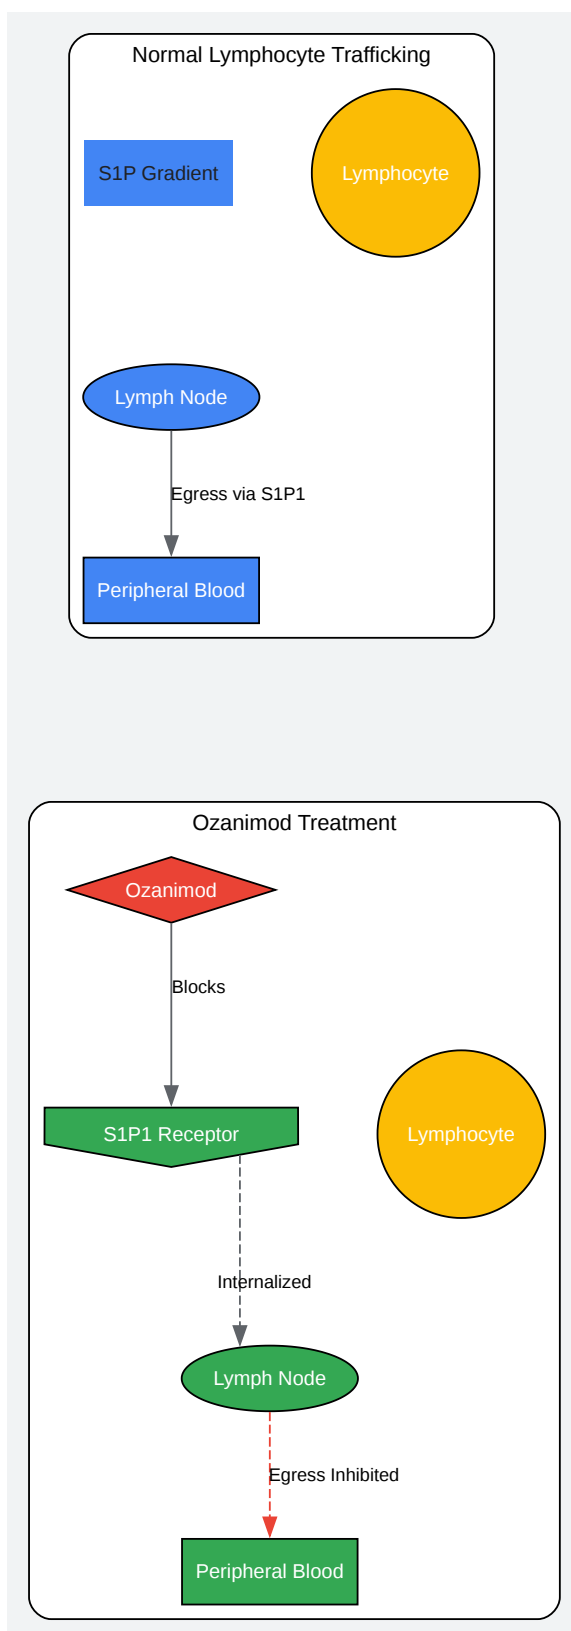 Normal Lymphocyte Trafficking
S1P Gradient
Lymphocyte
Lymph Node
Egress via S1P1
Peripheral Blood
Ozanimod Treatment
Ozanimod
Blocks
S1P1 Receptor
Lymphocyte
Internalized
Lymph Node
Egress Inhibited
Peripheral Blood